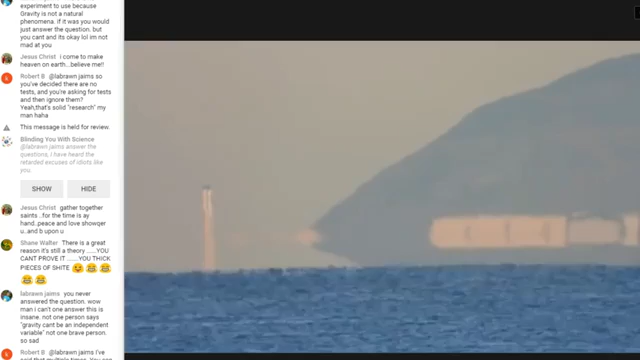 experiment to use because
Gravity is not a natural
phenomena. if it was you would
just answer the question. but
you cant and its okay lol im not
mad at you
Jesus Christ i come to make
heaven on earth...believe me!!
Robert B @labrawn jaims so
you've decided there are no
tests, and you're asking for tests
and then ignore them?
Yeah,that's solid "research" my
man haha
This message is held for review.
Blinding You With Science
@labrawn jaims answer the
questions, i have heard the
retarded excuses of idiots like
you.
SHOW HIDE
Jesus Christ gather together
saints ..for the time is ay
hand..peace and love showqer
u..and b upon u
Shane Walter There is a great
reason it's still a theory ......YOU
CANT PROVE IT ......YOU THICK
PIECES OF SHITE
labrawn jaims you never
answered the question. wow
man i can't one answer this is
insane. not one person says
"gravity cant be an independent
variable" not one brave person.
so sad
Robert B @labrawn jaims I've